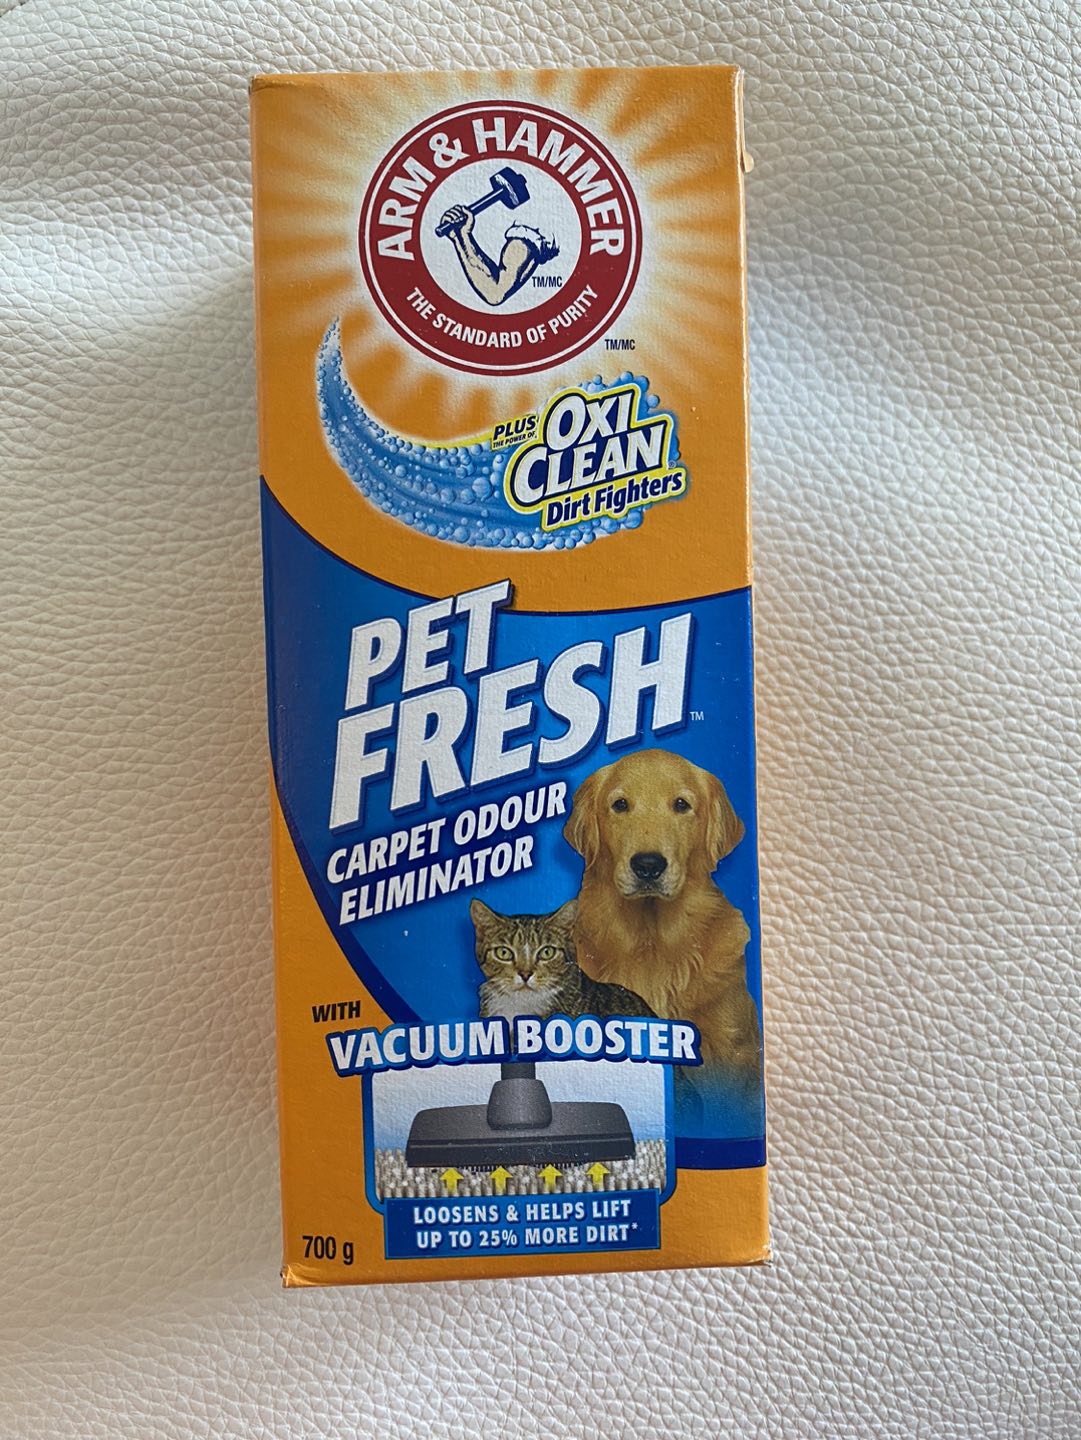 ARM & HAMMER
TM/MC
THE STANDARD OF PURITY
TM/MC
PLUS
THE POWER OF
OXI
CLEAN®
Dirt Fighters
PET
FRESH™
CARPET ODOUR
ELIMINATOR
WITH
VACUUM BOOSTER
LOOSENS & HELPS LIFT
UP TO 25% MORE DIRT*
700 g